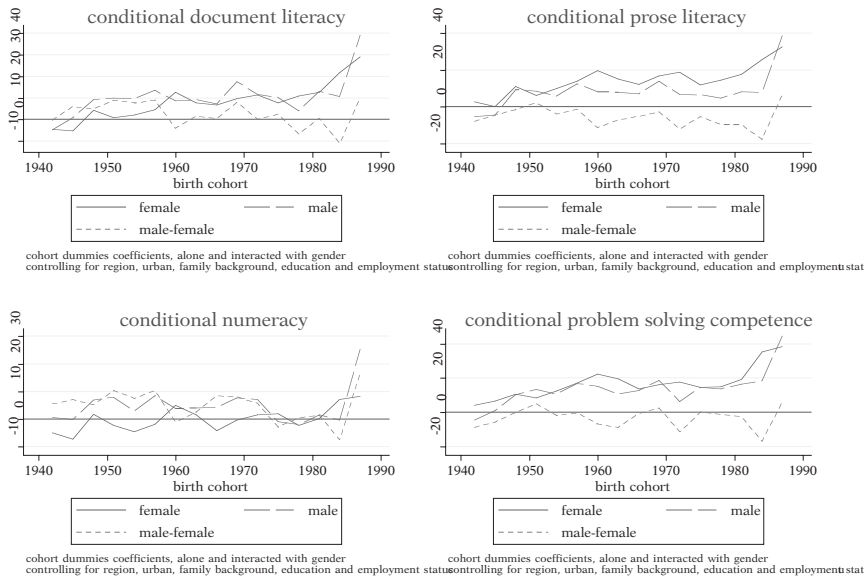 conditional document literacy
40
30
20
10
0
-10
1940 1950 1960 1970 1980 1990
birth cohort
female male
male-female
cohort dummies coefficients, alone and interacted with gender
controlling for region, urban, family background, education and employment status
conditional prose literacy
40
20
0
-20
1940 1950 1960 1970 1980 1990
birth cohort
female male
male-female
cohort dummies coefficients, alone and interacted with gender
controlling for region, urban, family background, education and employment ustat
conditional numeracy
30
20
10
0
-10
1940 1950 1960 1970 1980 1990
birth cohort
female male
male-female
cohort dummies coefficients, alone and interacted with gender
controlling for region, urban, family background, education and employment status
conditional problem solving competence
40
20
0
-20
1940 1950 1960 1970 1980 1990
birth cohort
female male
male-female
cohort dummies coefficients, alone and interacted with gender
controlling for region, urban, family background, education and employment ustat